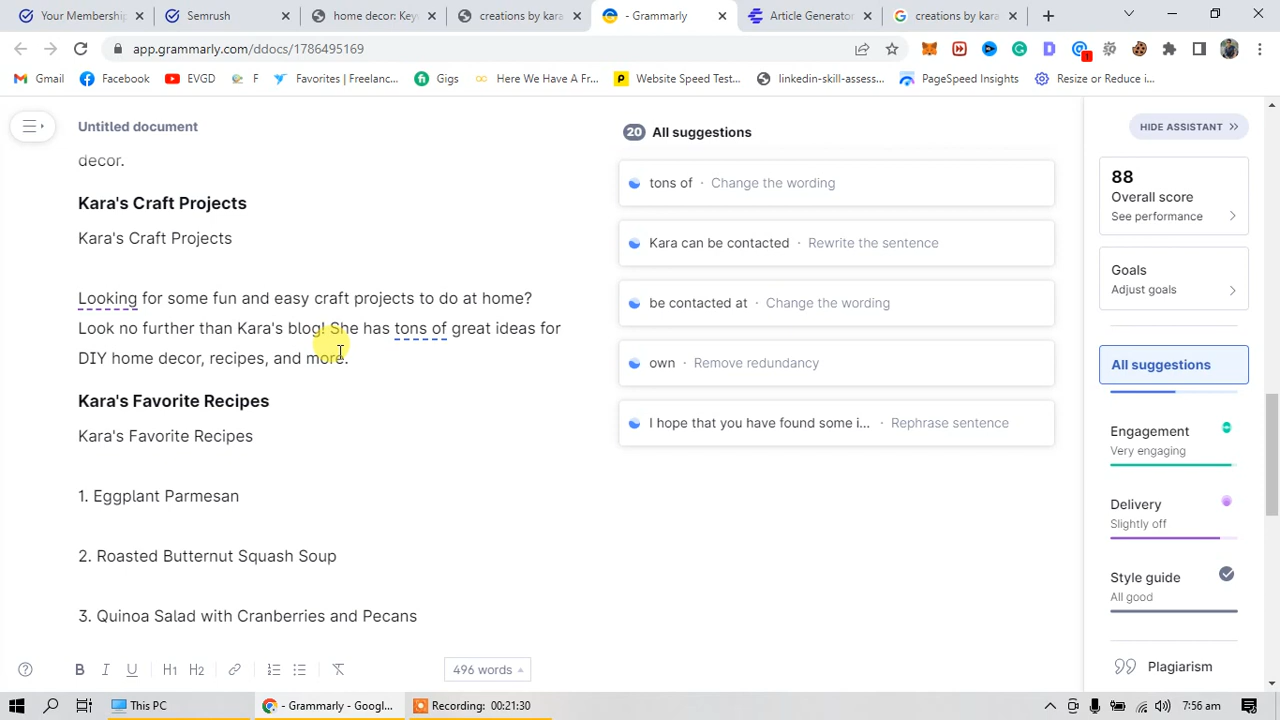 Your Membership
Semrush
Home decor: Key
creations by kara
- Grammarly
Article Generator
creations by kara
app.grammarly.com/ddocs/1786495169
Gmail
Facebook
EVGD
F
Favorites | Freelanc...
Gigs
Here We Have A Fr...
Website Speed Test...
linkedin-skill-assess...
PageSpeed Insights
Resize or Reduce i...
Untitled document
20 All suggestions
HIDE ASSISTANT
decor.
Kara's Craft Projects
Kara's Craft Projects
Looking for some fun and easy craft projects to do at home?
Look no further than Kara's blog! She has tons of great ideas for
DIY home decor, recipes, and more.
Kara's Favorite Recipes
Kara's Favorite Recipes
1. Eggplant Parmesan
2. Roasted Butternut Squash Soup
3. Quinoa Salad with Cranberries and Pecans
B I U H1 H2
496 words
tons of · Change the wording
Kara can be contacted · Rewrite the sentence
be contacted at · Change the wording
own · Remove redundancy
I hope that you have found some i... · Rephrase sentence
88
Overall score
See performance
Goals
Adjust goals
All suggestions
Engagement
Very engaging
Delivery
Slightly off
Style guide
All good
Plagiarism
This PC
- Grammarly - Googl...
Recording: 00:21:30
7:56 am